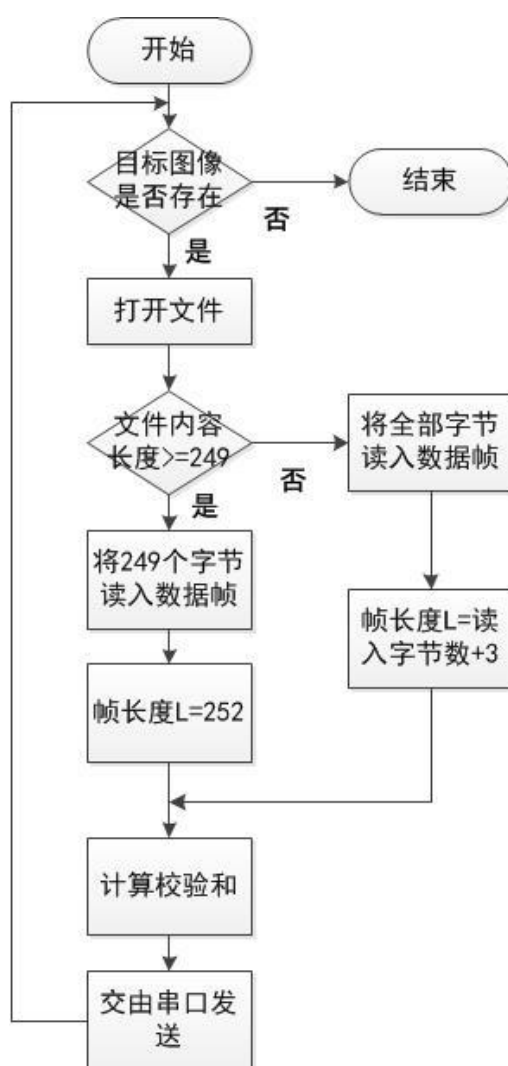 开始
目标图像
是否存在
结束
否
是
打开文件
文件内容
长度>=249
将全部字节
读入数据帧
否
是
将249个字节
读入数据帧
帧长度L=读
入字节数+3
帧长度L=252
计算校验和
交由串口发
送